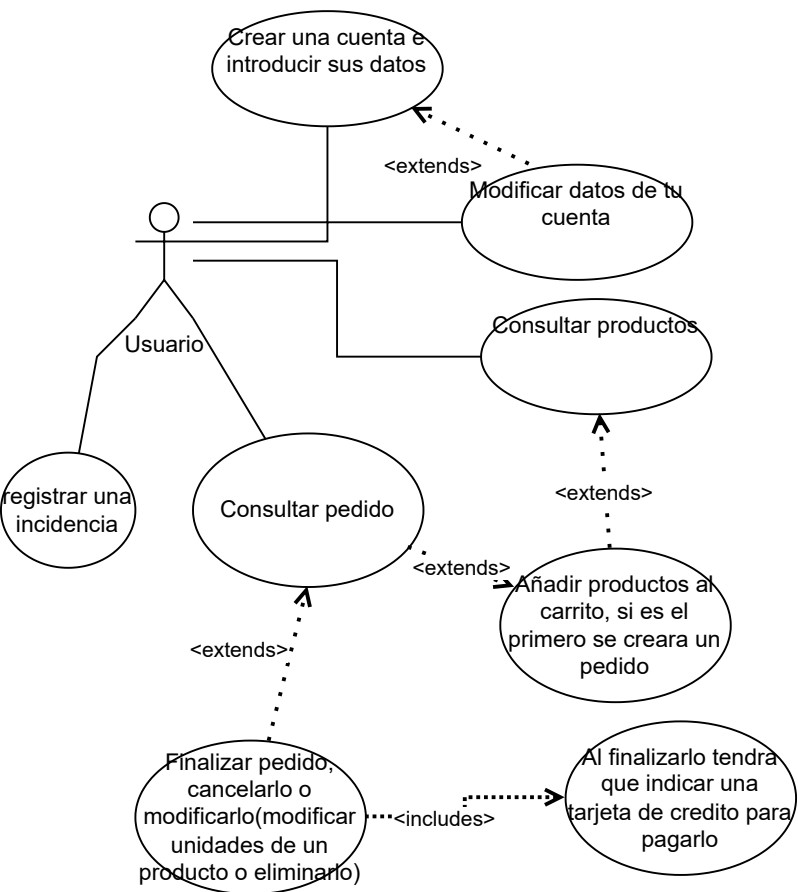 Crear una cuenta e
introducir sus datos
<extends>
Modificar datos de tu
cuenta
Consultar productos
Usuario
registrar una
incidencia
Consultar pedido
<extends>
<extends>
Añadir productos al
carrito, si es el
primero se creara un
pedido
<extends>
Finalizar pedido,
cancelarlo o
modificarlo(modificar
unidades de un
producto o eliminarlo)
<includes>
Al finalizarlo tendra
que indicar una
tarjeta de credito para
pagarlo